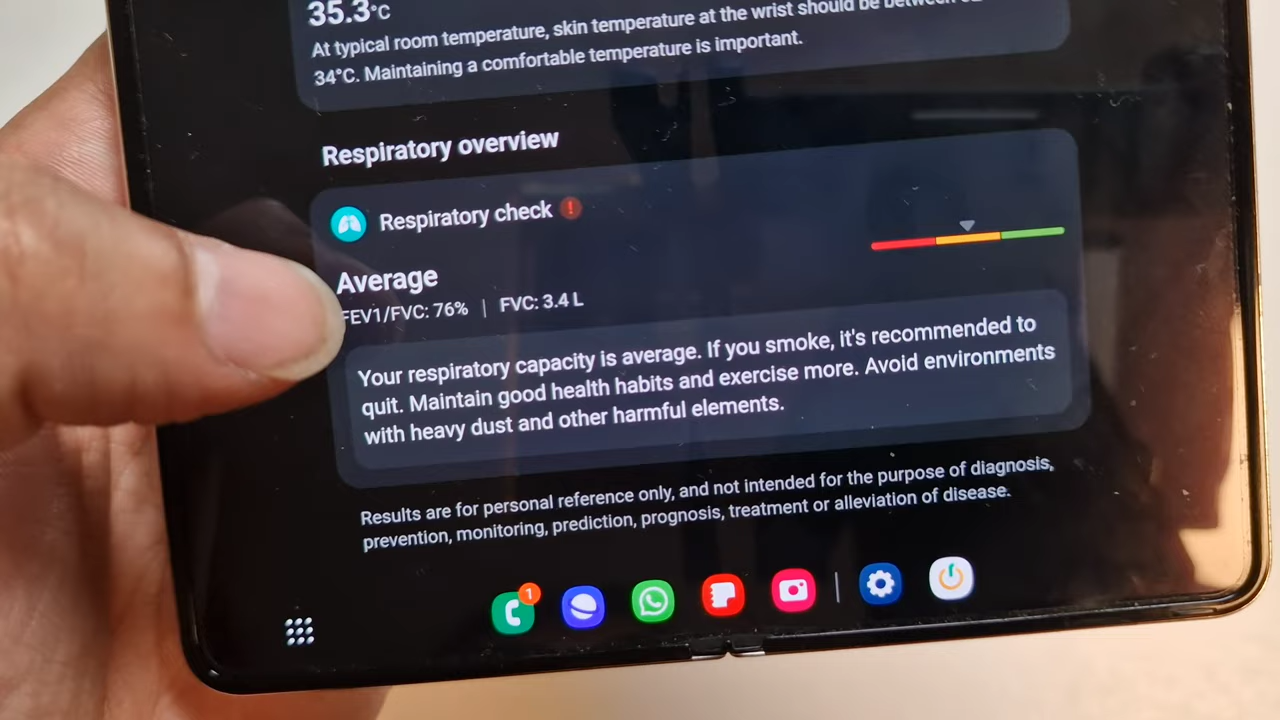 35.3°C
At typical room temperature, skin temperature at the wrist should be between
34°C. Maintaining a comfortable temperature is important.
Respiratory overview
Respiratory check !
Average
FEV1/FVC: 76% | FVC: 3.4 L
Your respiratory capacity is average. If you smoke, it's recommended to
quit. Maintain good health habits and exercise more. Avoid environments
with heavy dust and other harmful elements.
Results are for personal reference only, and not intended for the purpose of diagnosis,
prevention, monitoring, prediction, prognosis, treatment or alleviation of disease.
1